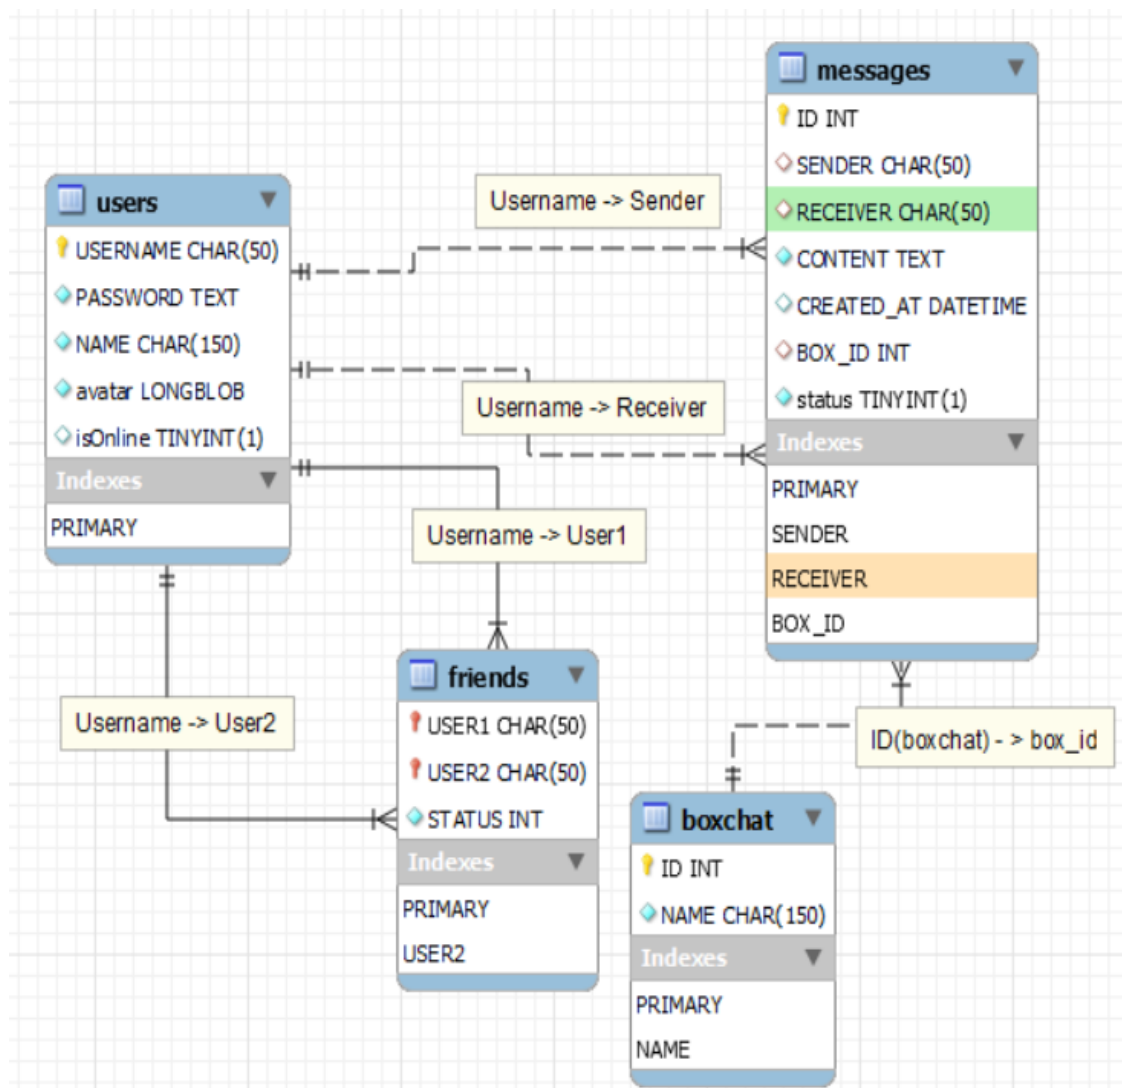 users
USERNAME CHAR(50)
PASSWORD TEXT
NAME CHAR(150)
avatar LONGBLOB
isOnline TINYINT(1)
Indexes
PRIMARY
Username -> Sender
Username -> Receiver
Username -> User1
Username -> User2
messages
ID INT
SENDER CHAR(50)
RECEIVER CHAR(50)
CONTENT TEXT
CREATED_AT DATETIME
BOX_ID INT
status TINYINT(1)
Indexes
PRIMARY
SENDER
RECEIVER
BOX_ID
friends
USER1 CHAR(50)
USER2 CHAR(50)
STATUS INT
Indexes
PRIMARY
USER2
ID(boxchat) - > box_id
boxchat
ID INT
NAME CHAR(150)
Indexes
PRIMARY
NAME